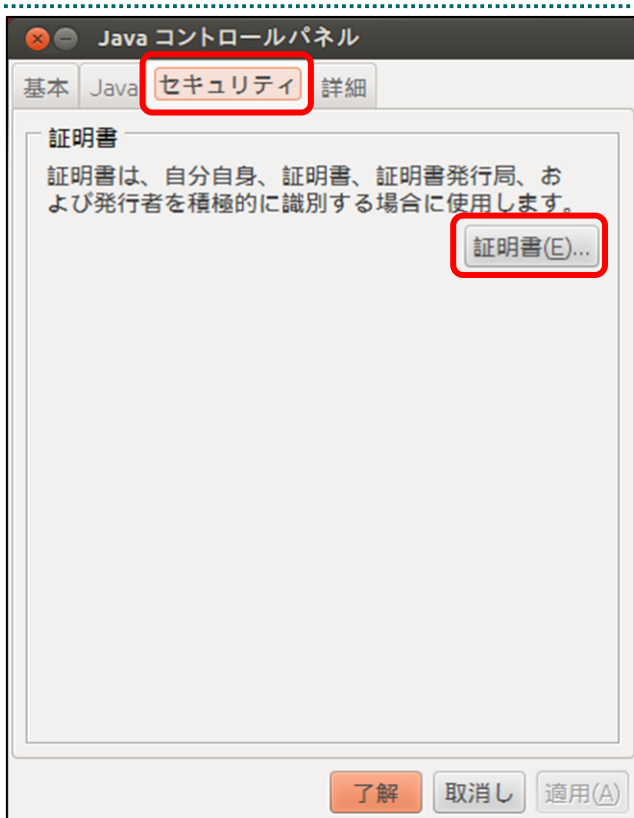 Java コントロールパネル
基本 Java セキュリティ 詳細
証明書
証明書は、自分自身、証明書、証明書発行局、お
よび発行者を積極的に識別する場合に使用します。
証明書(E)...
了解 取消し 適用(A)